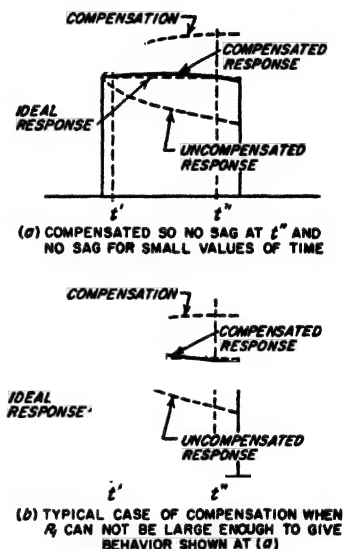 COMPENSATION
COMPENSATED
RESPONSE
IDEAL
RESPONSE
UNCOMPENSATED
RESPONSE
t' t"
(a) COMPENSATED SO NO SAG AT t" AND
NO SAG FOR SMALL VALUES OF TIME
COMPENSATION
COMPENSATED
RESPONSE
IDEAL
RESPONSE
UNCOMPENSATED
RESPONSE
t' t"
(b) TYPICAL CASE OF COMPENSATION WHEN
CAN NOT BE LARGE ENOUGH TO GIVE
BEHAVIOR SHOWN AT (a)